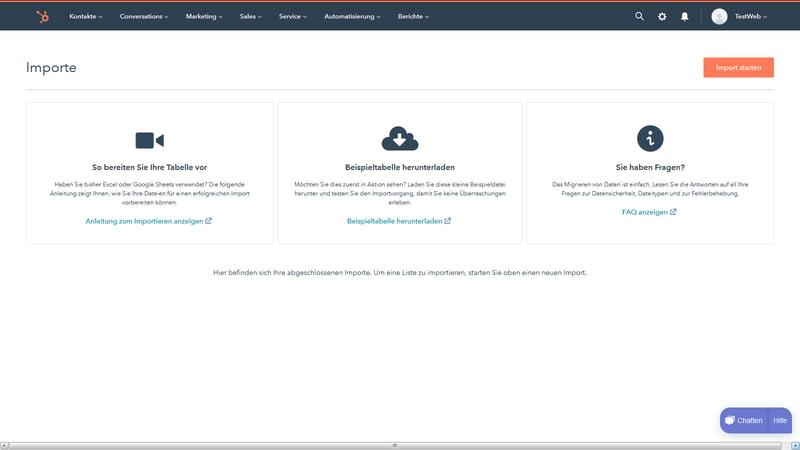 Kontakte Conversations Marketing Sales Service Automatisierung Berichte TestWeb
Importe
Import starten
So bereiten Sie Ihre Tabelle vor
Haben Sie bisher Excel oder Google Sheets verwendet? Die folgende
Anleitung zeigt Ihnen, wie Sie Ihre Dateien für einen erfolgreichen Import
vorbereiten können.
Anleitung zum Importieren anzeigen
Beispieltabelle herunterladen
Möchten Sie dies zuerst in Aktion sehen? Laden Sie diese kleine Beispieldatei
herunter und testen Sie den Importvorgang, damit Sie keine Überraschungen
erleben.
Beispieltabelle herunterladen
Sie haben Fragen?
Das Migrieren von Daten ist einfach. Lesen Sie die Antworten auf all Ihre
Fragen zur Datensicherheit, Dateitypen und zur Fehlerbehebung.
FAQ anzeigen
Hier befinden sich Ihre abgeschlossenen Importe. Um eine Liste zu importieren, starten Sie oben einen neuen Import.
Chatten Hilfe